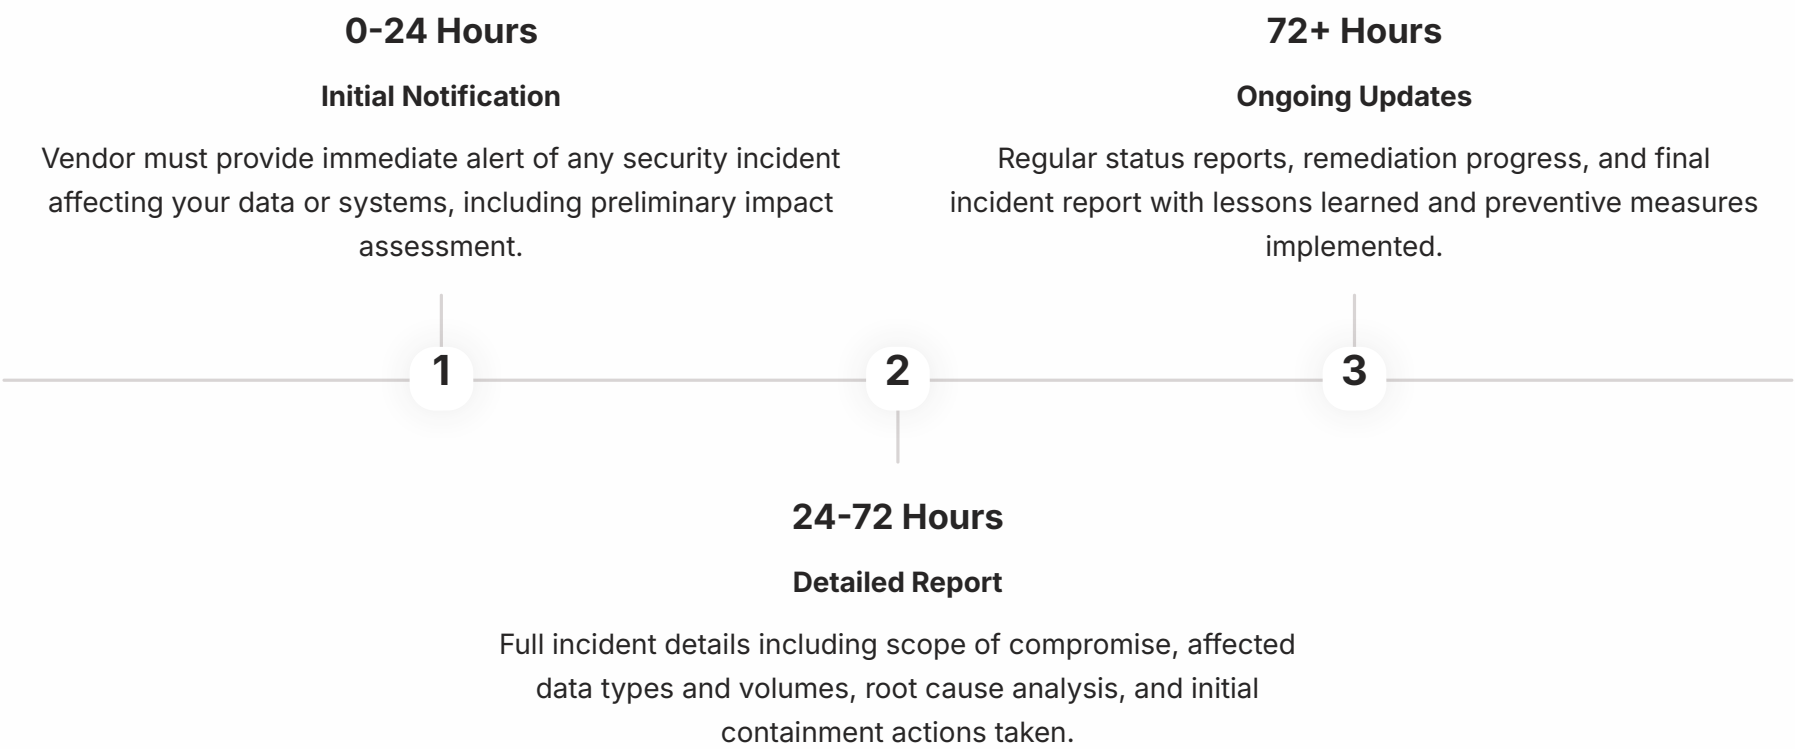 0-24 Hours
Initial Notification
Vendor must provide immediate alert of any security incident
affecting your data or systems, including preliminary impact
assessment.
72+ Hours
Ongoing Updates
Regular status reports, remediation progress, and final
incident report with lessons learned and preventive measures
implemented.
1
2
3
24-72 Hours
Detailed Report
Full incident details including scope of compromise, affected
data types and volumes, root cause analysis, and initial
containment actions taken.